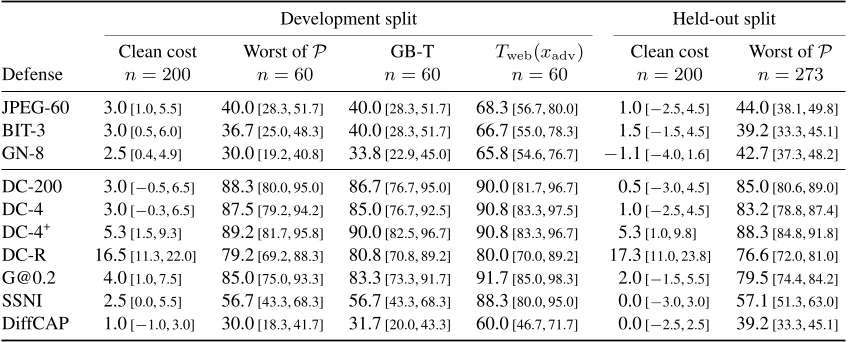 Development split Held-out split
Clean cost Worst of P GB-T T_web(x_adv) Clean cost Worst of P
Defense n = 200 n = 60 n = 60 n = 60 n = 200 n = 273
JPEG-60 3.0 [1.0, 5.5] 40.0 [28.3, 51.7] 40.0 [28.3, 51.7] 68.3 [56.7, 80.0] 1.0 [−2.5, 4.5] 44.0 [38.1, 49.8]
BIT-3 3.0 [0.5, 6.0] 36.7 [25.0, 48.3] 40.0 [28.3, 51.7] 66.7 [55.0, 78.3] 1.5 [−1.5, 4.5] 39.2 [33.3, 45.1]
GN-8 2.5 [0.4, 4.9] 30.0 [19.2, 40.8] 33.8 [22.9, 45.0] 65.8 [54.6, 76.7] −1.1 [−4.0, 1.6] 42.7 [37.3, 48.2]
DC-200 3.0 [−0.5, 6.5] 88.3 [80.0, 95.0] 86.7 [76.7, 95.0] 90.0 [81.7, 96.7] 0.5 [−3.0, 4.5] 85.0 [80.6, 89.0]
DC-4 3.0 [−0.3, 6.5] 87.5 [79.2, 94.2] 85.0 [76.7, 92.5] 90.8 [83.3, 97.5] 1.0 [−2.5, 4.5] 83.2 [78.8, 87.4]
DC-4⁺ 5.3 [1.5, 9.3] 89.2 [81.7, 95.8] 90.0 [82.5, 96.7] 90.8 [83.3, 96.7] 5.3 [1.0, 9.8] 88.3 [84.8, 91.8]
DC-R 16.5 [11.3, 22.0] 79.2 [69.2, 88.3] 80.8 [70.8, 89.2] 80.0 [70.0, 89.2] 17.3 [11.0, 23.8] 76.6 [72.0, 81.0]
G@0.2 4.0 [1.0, 7.5] 85.0 [75.0, 93.3] 83.3 [73.3, 91.7] 91.7 [85.0, 98.3] 2.0 [−1.5, 5.5] 79.5 [74.4, 84.2]
SSNI 2.5 [0.0, 5.5] 56.7 [43.3, 68.3] 56.7 [43.3, 68.3] 88.3 [80.0, 95.0] 0.0 [−3.0, 3.0] 57.1 [51.3, 63.0]
DiffCAP 1.0 [−1.0, 3.0] 30.0 [18.3, 41.7] 31.7 [20.0, 43.3] 60.0 [46.7, 71.7] 0.0 [−2.5, 2.5] 39.2 [33.3, 45.1]